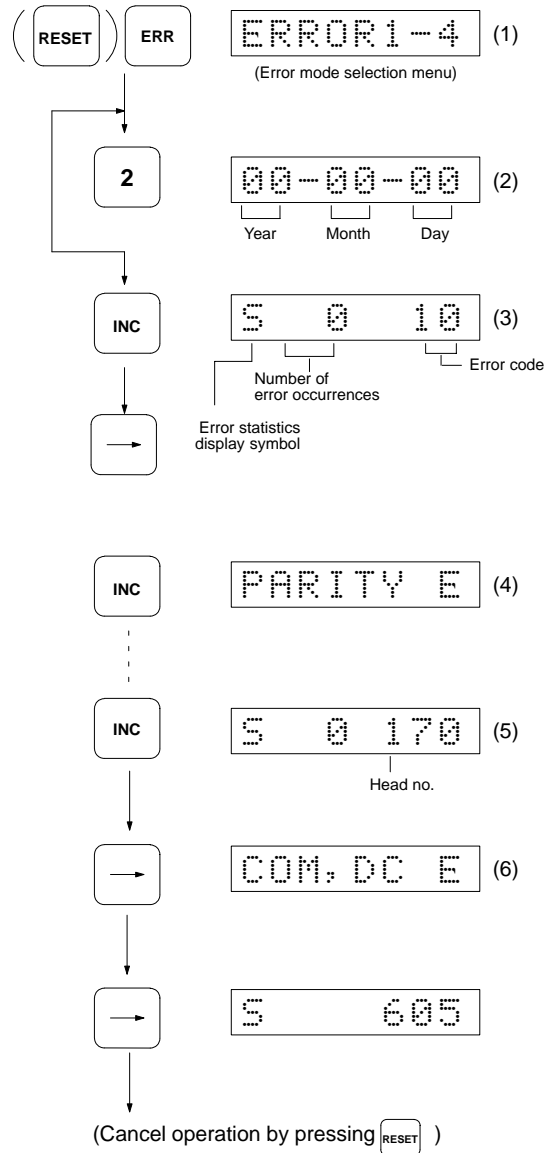 ( RESET ) ERR ERROR1-4 (1)
(Error mode selection menu)
2 00-00-00 (2)
Year Month Day
INC S 0 10 (3)
Error code
Number of
error occurrences
Error statistics
display symbol
INC PARITY E (4)
INC S 0 170 (5)
Head no.
COM,DC E (6)
S 605
(Cancel operation by pressing RESET )